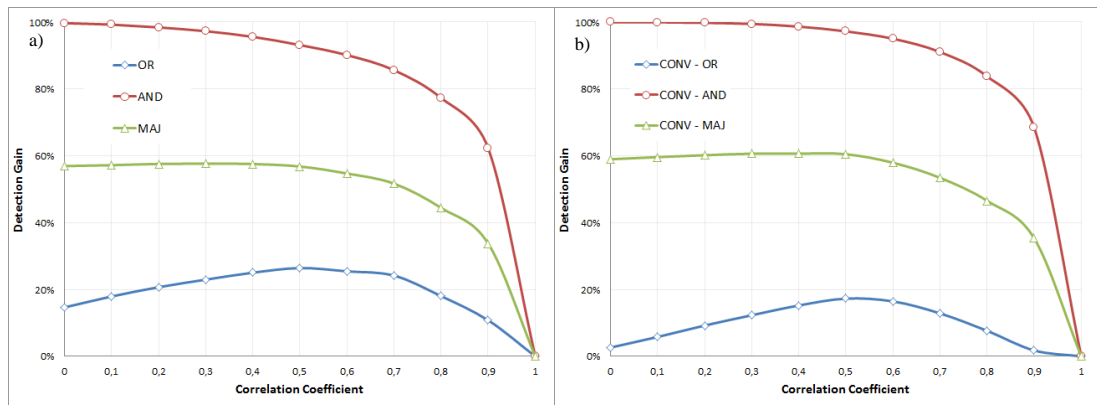 a)
100%
80%
60%
40%
20%
0%
Detection Gain
OR
AND
MAJ
0 0,1 0,2 0,3 0,4 0,5 0,6 0,7 0,8 0,9 1
Correlation Coefficient
b)
100%
80%
60%
40%
20%
0%
Detection Gain
CONV - OR
CONV - AND
CONV - MAJ
0 0,1 0,2 0,3 0,4 0,5 0,6 0,7 0,8 0,9 1
Correlation Coefficient